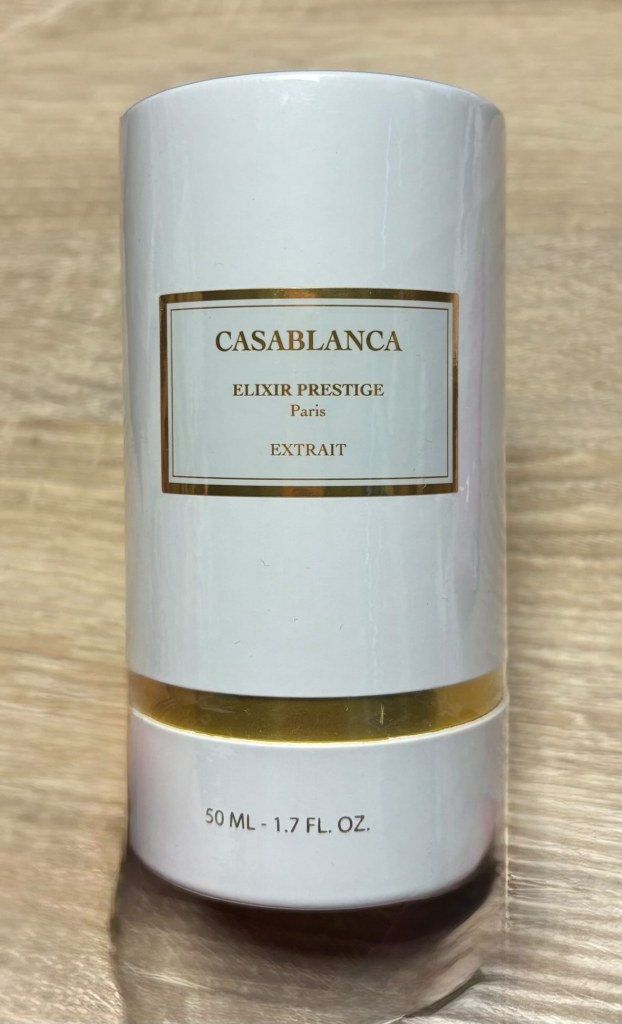 CASABLANCA
ELIXIR PRESTIGE
Paris
EXTRAIT
50 ML - 1.7 FL. OZ.